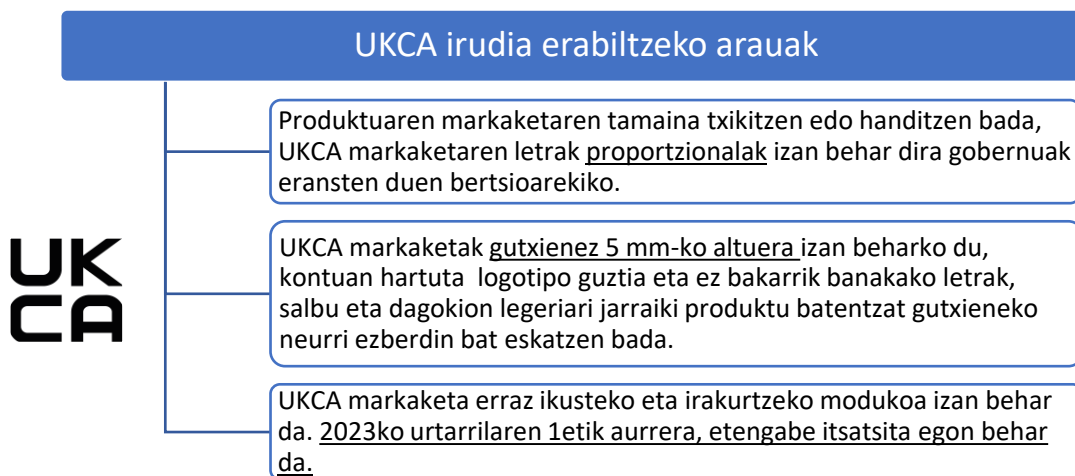 UKCA irudia erabiltzeko arauak
Produktuaren markaketaren tamaina txikitzen edo handitzen bada,
UKCA markaketaren letrak proportzionalak izan behar dira gobernuak
eransten duen bertsioarekiko.
UK
CA
UKCA markaketak gutxienez 5 mm-ko altuera izan beharko du,
kontuan hartuta logotipo guztia eta ez bakarrik banakako letrak,
salbu eta dagokion legeriari jarraiki produktu batentzat gutxieneko
neurri ezberdin bat eskatzen bada.
UKCA markaketa erraz ikusteko eta irakurtzeko modukoa izan behar
da. 2023ko urtarrilaren 1etik aurrera, etengabe itsatsita egon behar
da.